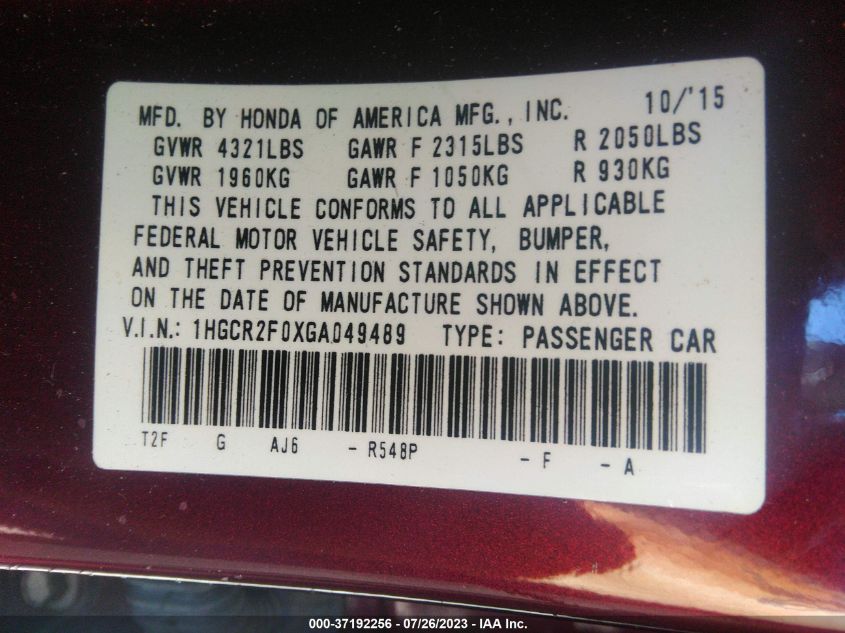 MFD. BY HONDA OF AMERICA MFG., INC. 10/'15
GVWR 4321LBS GAWR F 2315LBS R 2050LBS
GVWR 1960KG GAWR F 1050KG R 930KG
THIS VEHICLE CONFORMS TO ALL APPLICABLE
FEDERAL MOTOR VEHICLE SAFETY, BUMPER,
AND THEFT PREVENTION STANDARDS IN EFFECT
ON THE DATE OF MANUFACTURE SHOWN ABOVE.
V.I.N.: 1HGCR2F0XGA049489 TYPE: PASSENGER CAR
T2F G AJ6 - R548P - F - A
000-37192256 - 07/26/2023 - IAA Inc.